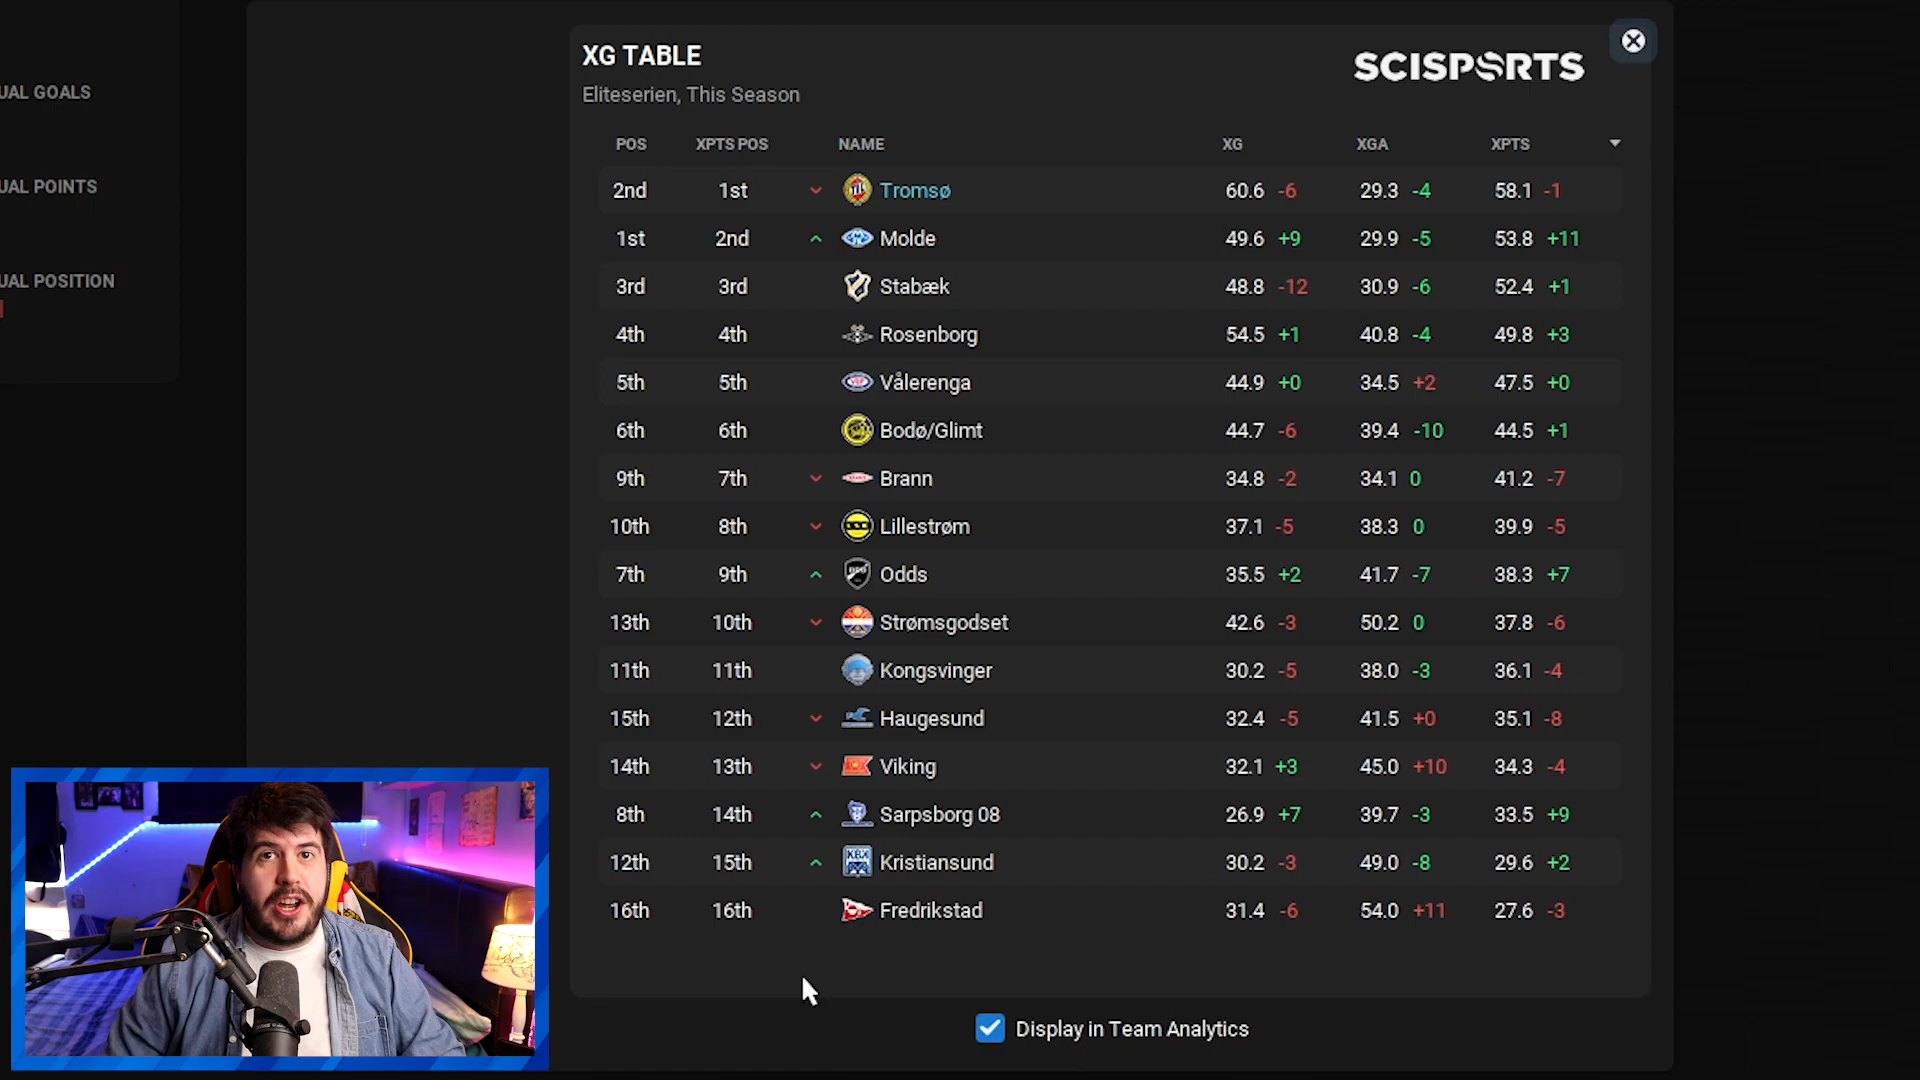 UAL GOALS
UAL POINTS
UAL POSITION
XG TABLE
Eliteserien, This Season
SCISPORTS
POS XPTS POS NAME XG XGA XPTS
2nd 1st Tromsø 60.6 -6 29.3 -4 58.1 -1
1st 2nd Molde 49.6 +9 29.9 -5 53.8 +11
3rd 3rd Stabæk 48.8 -12 30.9 -6 52.4 +1
4th 4th Rosenborg 54.5 +1 40.8 -4 49.8 +3
5th 5th Vålerenga 44.9 +0 34.5 +2 47.5 +0
6th 6th Bodø/Glimt 44.7 -6 39.4 -10 44.5 +1
9th 7th Brann 34.8 -2 34.1 0 41.2 -7
10th 8th Lillestrøm 37.1 -5 38.3 0 39.9 -5
7th 9th Odds 35.5 +2 41.7 -7 38.3 +7
13th 10th Strømsgodset 42.6 -3 50.2 0 37.8 -6
11th 11th Kongsvinger 30.2 -5 38.0 -3 36.1 -4
15th 12th Haugesund 32.4 -5 41.5 +0 35.1 -8
14th 13th Viking 32.1 +3 45.0 +10 34.3 -4
8th 14th Sarpsborg 08 26.9 +7 39.7 -3 33.5 +9
12th 15th Kristiansund 30.2 -3 49.0 -8 29.6 +2
16th 16th Fredrikstad 31.4 -6 54.0 +11 27.6 -3
Display in Team Analytics